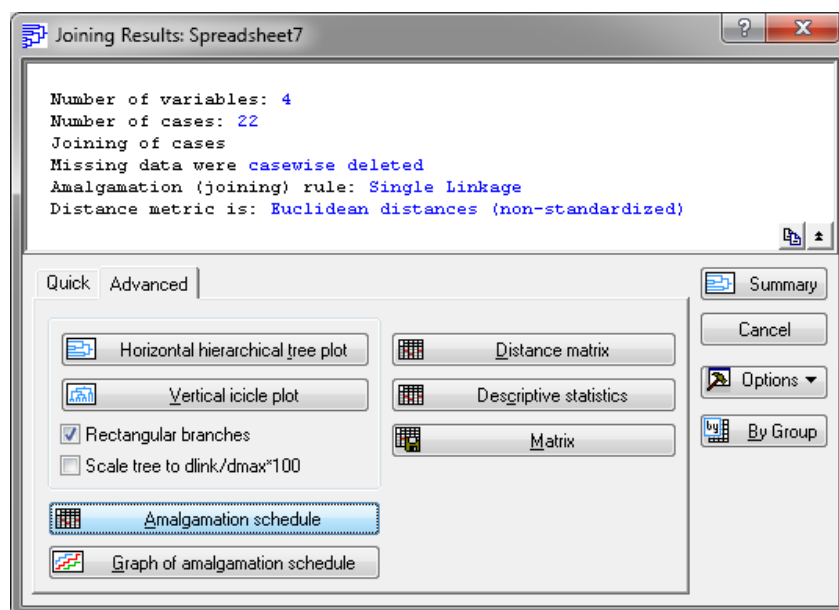 Joining Results: Spreadsheet7
Number of variables: 4
Number of cases: 22
Joining of cases
Missing data were casewise deleted
Amalgamation (joining) rule: Single Linkage
Distance metric is: Euclidean distances (non-standardized)
Quick
Advanced
Horizontal hierarchical tree plot
Vertical icicle plot
Rectangular branches
Scale tree to dlink/dmax*100
Amalgamation schedule
Graph of amalgamation schedule
Distance matrix
Descriptive statistics
Matrix
Summary
Cancel
Options
by By Group